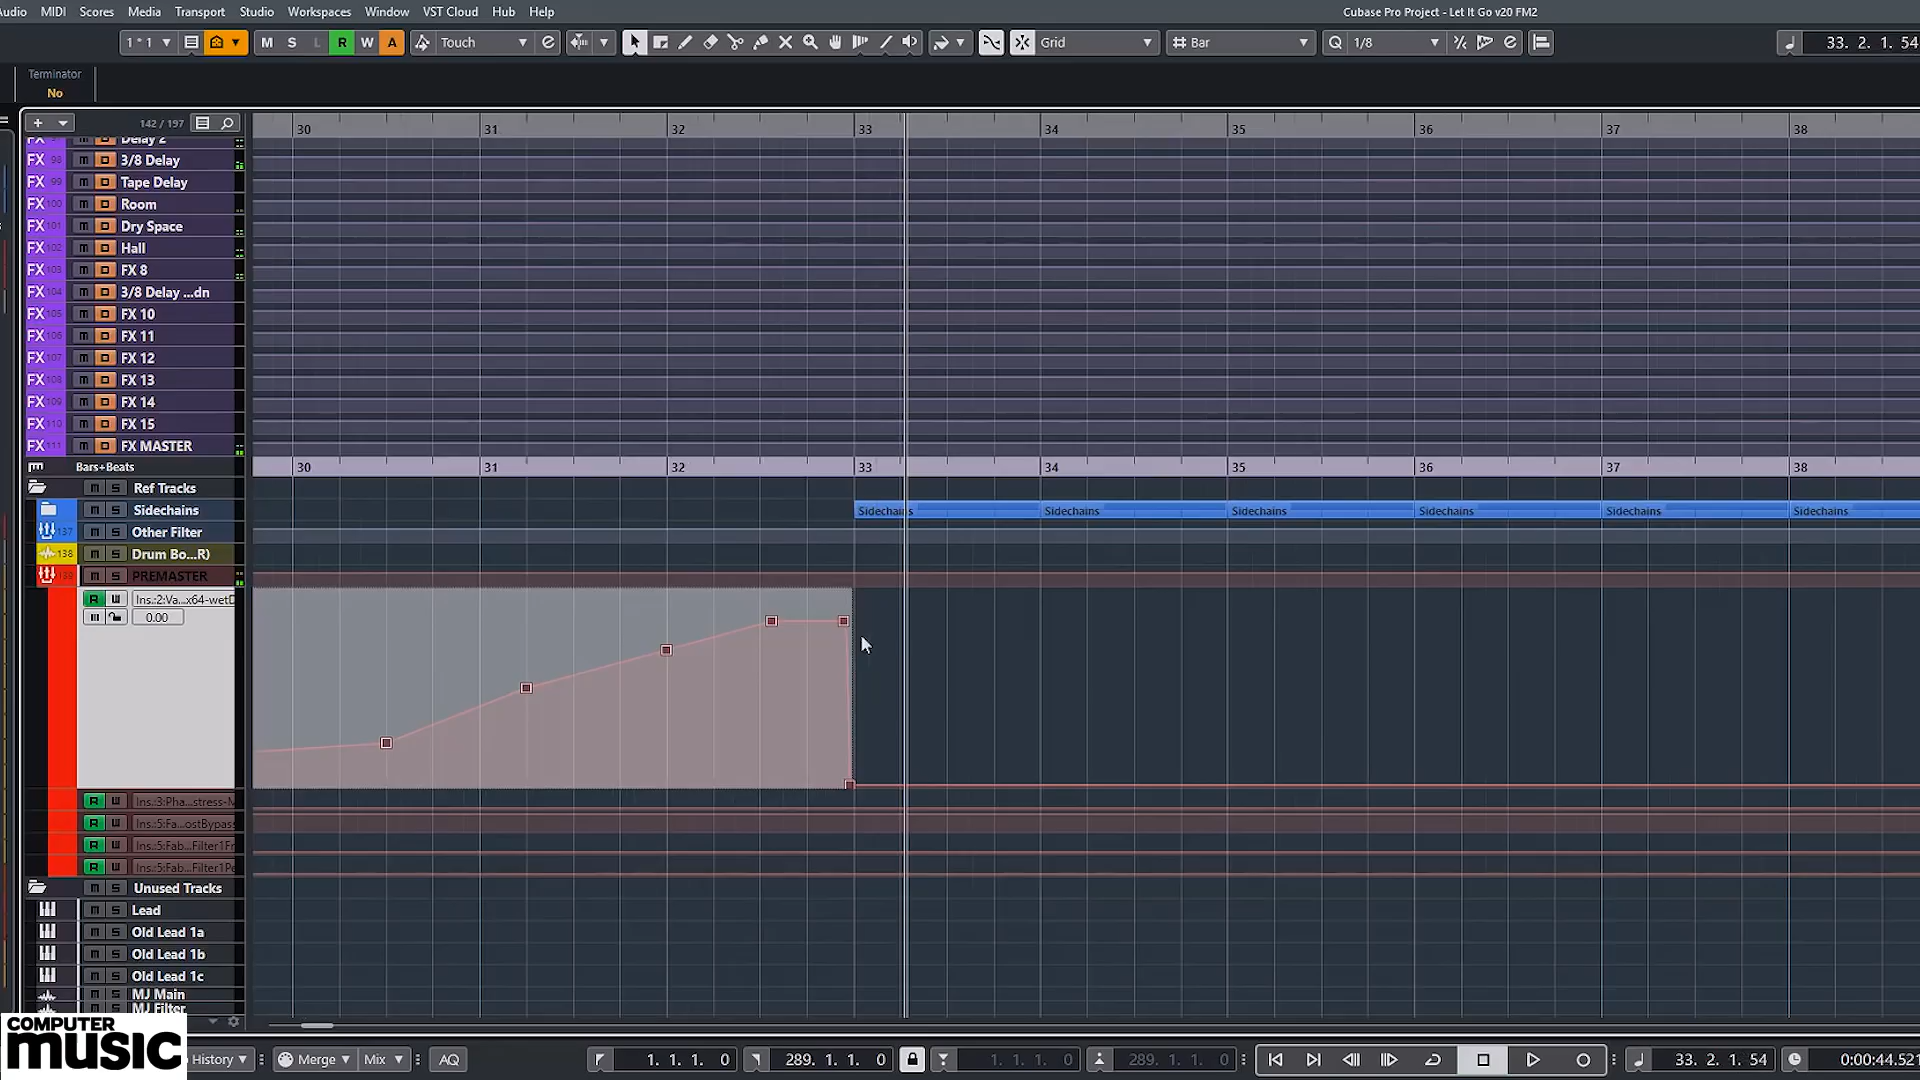 Audio MIDI Scores Media Transport Studio Workspaces Window VST Cloud Hub Help
Cubase Pro Project - Let It Go v20 FM2
1 * 1 M S L R W A Touch Grid Bar Q 1/8 33. 2. 1. 54
Terminator
No
142 / 197
30 31 32 33 34 35 36 37 38
Delay 2
FX 98 m 3/8 Delay
FX 99 m Tape Delay
FX 100 m Room
FX 101 m Dry Space
FX 102 m Hall
FX 103 m FX 8
FX 104 m 3/8 Delay ...dn
FX 105 m FX 10
FX 106 m FX 11
FX 107 m FX 12
FX 108 m FX 13
FX 109 m FX 14
FX 110 m FX 15
FX 111 m FX MASTER
Bars+Beats 30 31 32 33 34 35 36 37 38
m S Ref Tracks
m S Sidechains Sidechains Sidechains Sidechains Sidechains Sidechains Sidechains
137 m S Other Filter
138 m S Drum Bo...R)
139 m S PREMASTER
R W Ins.:2:Va...x64-wet
m 0.00
R W Ins.:3:Pha...stress-M
R W Ins.:5:Fa...ostBypass
R W Ins.:5:Fab...Filter1Fr
R W Ins.:5:Fab...Filter1Pe
m S Unused Tracks
m S Lead
m S Old Lead 1a
m S Old Lead 1b
m S Old Lead 1c
MJ Main
MJ Filter
COMPUTER
music
History Merge Mix AQ 1. 1. 1. 0 289. 1. 1. 0 1. 1. 1. 0 289. 1. 1. 0 33. 2. 1. 54 0:00:44.521